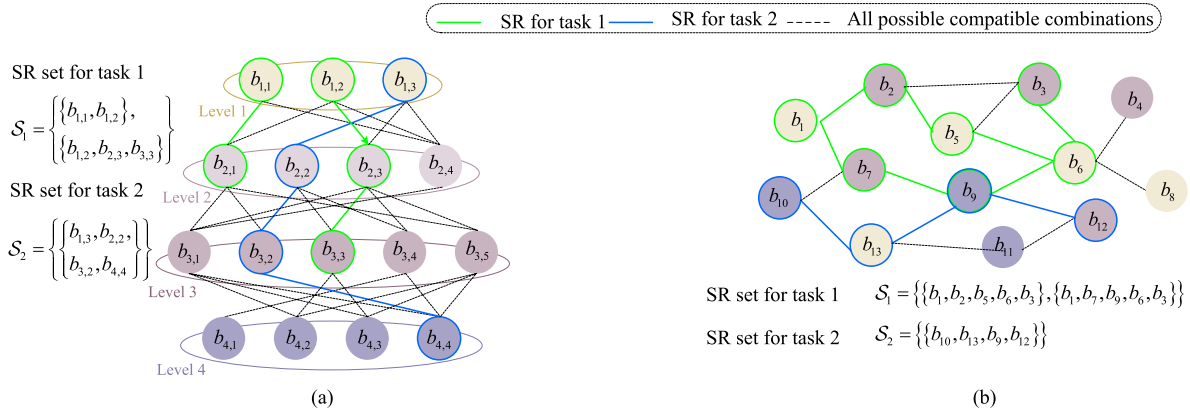 SR for task 1 SR for task 2 All possible compatible combinations
SR set for task 1
S₁ = {{b₁,₁, b₁,₂},
{b₁,₂, b₂,₃, b₃,₃}}
SR set for task 2
S₂ = {{b₁,₃, b₂,₂,
b₃,₂, b₄,₄}}
b₁,₁ b₁,₂ b₁,₃
Level 1
b₂,₁ b₂,₂ b₂,₃ b₂,₄
Level 2
b₃,₁ b₃,₂ b₃,₃ b₃,₄ b₃,₅
Level 3
b₄,₁ b₄,₂ b₄,₃ b₄,₄
Level 4
(a)
b₂ b₃ b₄
b₁ b₅ b₆
b₇ b₉ b₈
b₁₀ b₁₂
b₁₃ b₁₁
SR set for task 1 S₁ = {{b₁, b₂, b₅, b₆, b₃}, {b₁, b₇, b₉, b₆, b₃}}
SR set for task 2 S₂ = {{b₁₀, b₁₃, b₉, b₁₂}}
(b)